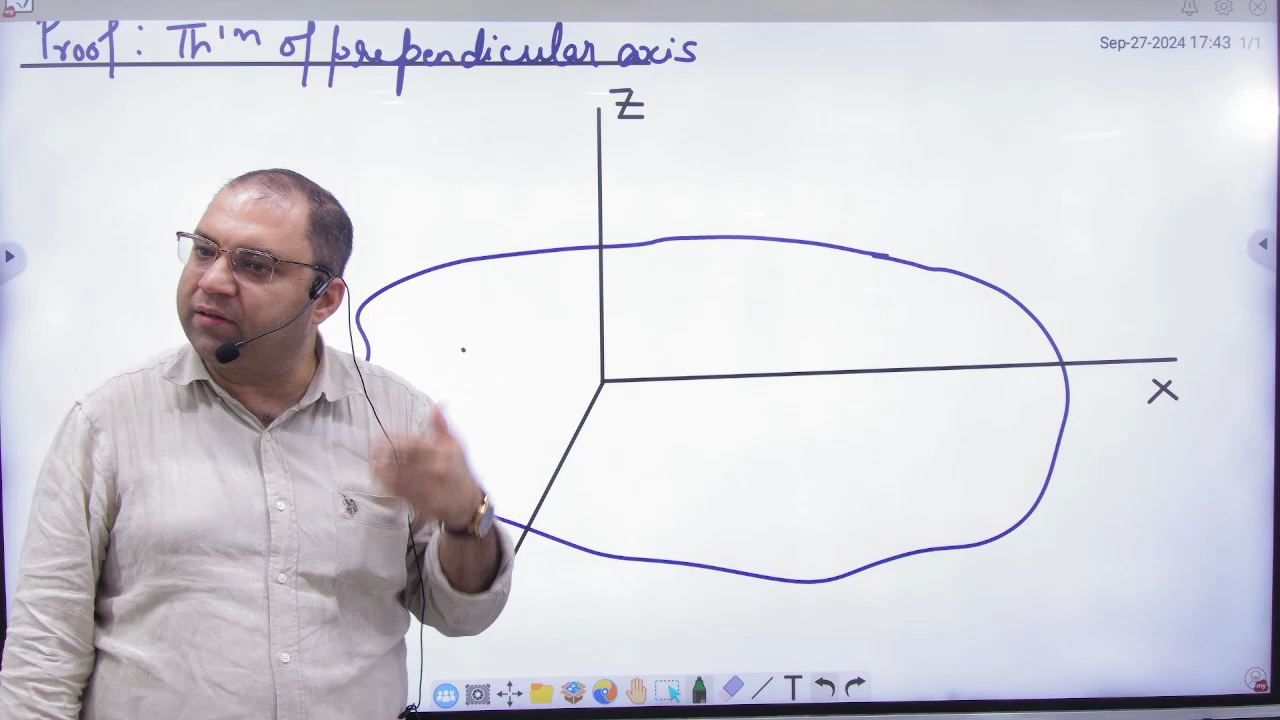 Proof : Th'm of prependicular axis
Sep-27-2024 17:43 1/1
Z
X
T